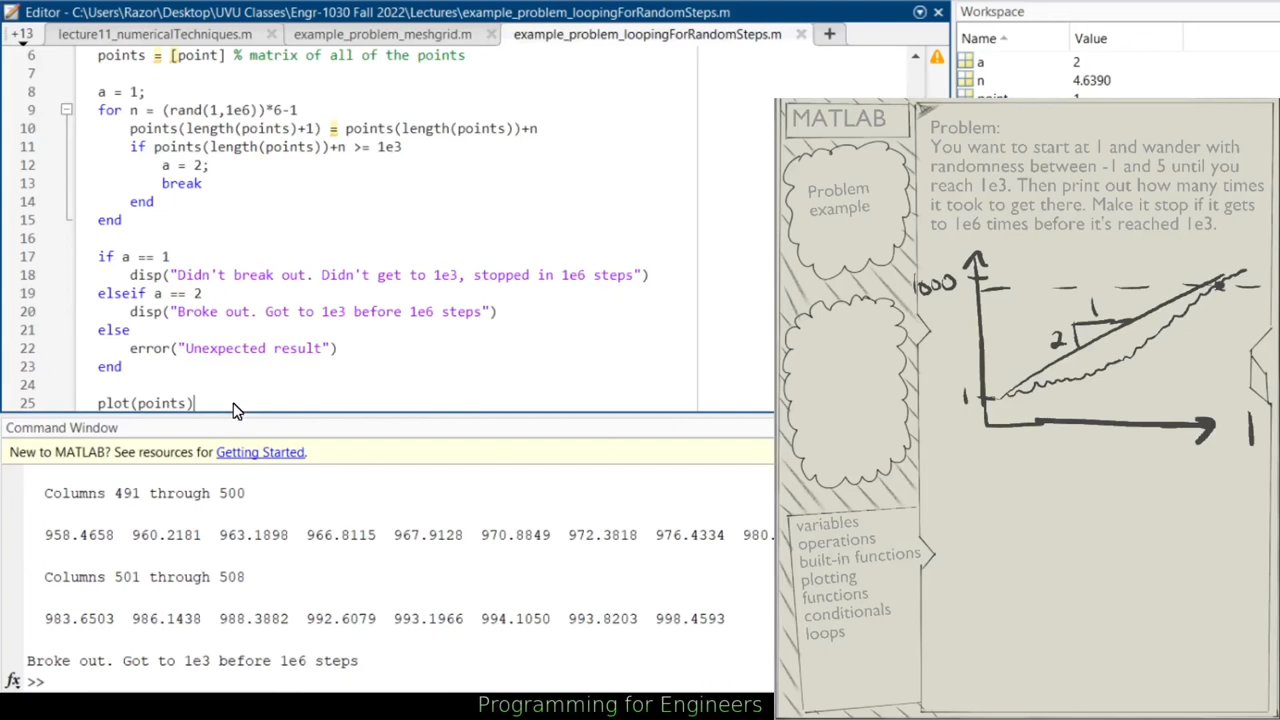 Editor - C:\Users\Razor\Desktop\UVU Classes\Engr-1030 Fall 2022\Lectures\example_problem_loopingForRandomSteps.m
+13 lecture11_numericalTechniques.m example_problem_meshgrid.m example_problem_loopingForRandomSteps.m
6 points = [point] % matrix of all of the points
7
8 a = 1;
9 for n = (rand(1,1e6))*6-1
10 points(length(points)+1) = points(length(points))+n
11 if points(length(points))+n >= 1e3
12 a = 2;
13 break
14 end
15 end
16
17 if a == 1
18 disp("Didn't break out. Didn't get to 1e3, stopped in 1e6 steps")
19 elseif a == 2
20 disp("Broke out. Got to 1e3 before 1e6 steps")
21 else
22 error("Unexpected result")
23 end
24
25 plot(points)
Command Window
New to MATLAB? See resources for Getting Started.
Columns 491 through 500
958.4658 960.2181 963.1898 966.8115 967.9128 970.8849 972.3818 976.4334 980.
Columns 501 through 508
983.6503 986.1438 988.3882 992.6079 993.1966 994.1050 993.8203 998.4593
Broke out. Got to 1e3 before 1e6 steps
fx >>
Workspace
Name Value
a 2
n 4.6390
MATLAB
Problem
example
variables
operations
built-in functions
plotting
functions
conditionals
loops
Problem:
You want to start at 1 and wander with
randomness between -1 and 5 until you
reach 1e3. Then print out how many times
it took to get there. Make it stop if it gets
to 1e6 times before it's reached 1e3.
1000
1
2
1
1
Programming for Engineers